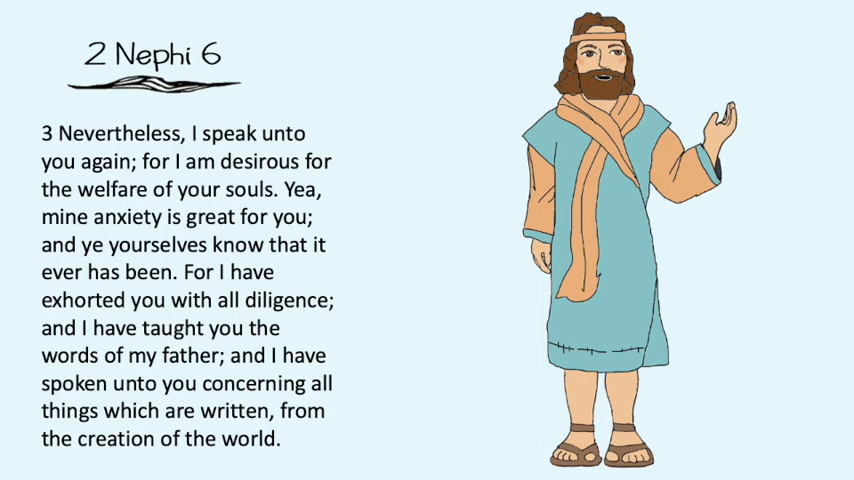 2 Nephi 6
3 Nevertheless, I speak unto
you again; for I am desirous for
the welfare of your souls. Yea,
mine anxiety is great for you;
and ye yourselves know that it
ever has been. For I have
exhorted you with all diligence;
and I have taught you the
words of my father; and I have
spoken unto you concerning all
things which are written, from
the creation of the world.